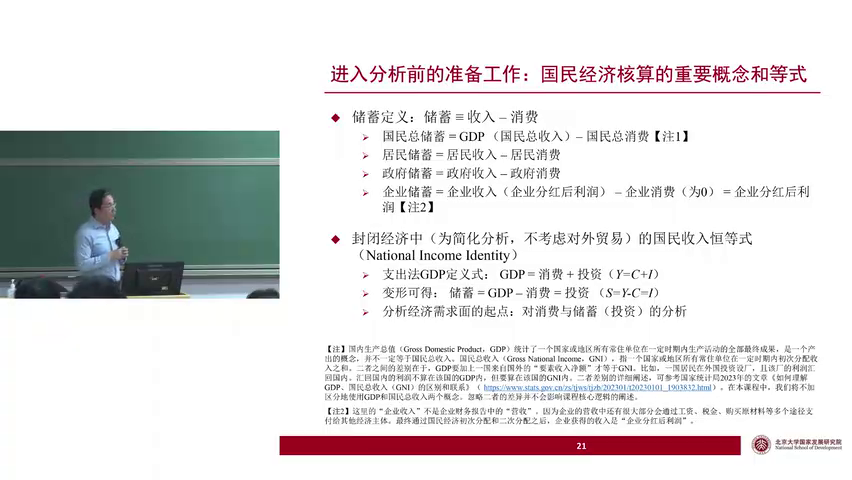 进入分析前的准备工作：国民经济核算的重要概念和等式
◆ 储蓄定义：储蓄 ≡ 收入 – 消费
➢ 国民总储蓄 = GDP （国民总收入）– 国民总消费【注1】
➢ 居民储蓄 = 居民收入 – 居民消费
➢ 政府储蓄 = 政府收入 – 政府消费
➢ 企业储蓄 = 企业收入（企业分红后利润） – 企业消费（为0） = 企业分红后利
润【注2】
◆ 封闭经济中（为简化分析，不考虑对外贸易）的国民收入恒等式
（National Income Identity）
➢ 支出法GDP定义式： GDP = 消费 + 投资（Y=C+I）
➢ 变形可得： 储蓄 = GDP – 消费 = 投资 （S=Y-C=I）
➢ 分析经济需求面的起点：对消费与储蓄（投资）的分析
【注】国内生产总值（Gross Domestic Product，GDP）统计了一个国家或地区所有常住单位在一定时期内生产活动的全部最终成果，是一个产
出的概念，并不一定等于国民总收入。国民总收入（Gross National Income，GNI），指一个国家或地区所有常住单位在一定时期内初次分配收
入之和。二者之间的差别在于，GDP要加上一国来自国外的“要素收入净额”才等于GNI。比如，一国居民在外国投资设厂，且该厂的利润汇
回国内。汇回国内的利润不算在该国的GDP内，但要算在该国的GNI内。二者差别的详细阐述，可参考国家统计局2023年的文章《如何理解
GDP、国民总收入（GNI）的区别和联系》（ https://www.stats.gov.cn/zs/tjws/tjzb/202301/t20230101_1903832.html）。在本课程中，我们将不加
区分地使用GDP和国民总收入两个概念。忽略二者的差异并不会影响课程核心逻辑的阐述。
【注2】这里的“企业收入”不是企业财务报告中的“营收”。因为企业的营收中还有很大部分会通过工资、税金、购买原材料等多个途径支
付给其他经济主体。最终通过国民经济初次分配和二次分配之后，企业获得的收入是“企业分红后利润”。
21
北京大学国家发展研究院
National School of Development